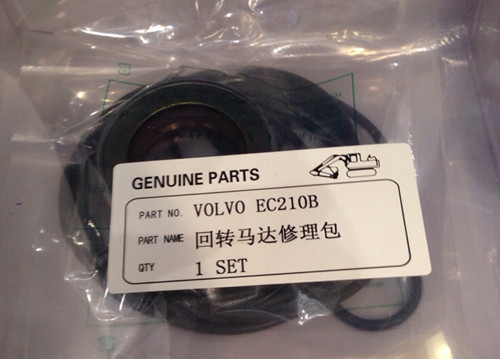 GENUINE PARTS
PART NO. VOLVO EC210B
PART NAME 回转马达修理包
QTY 1 SET